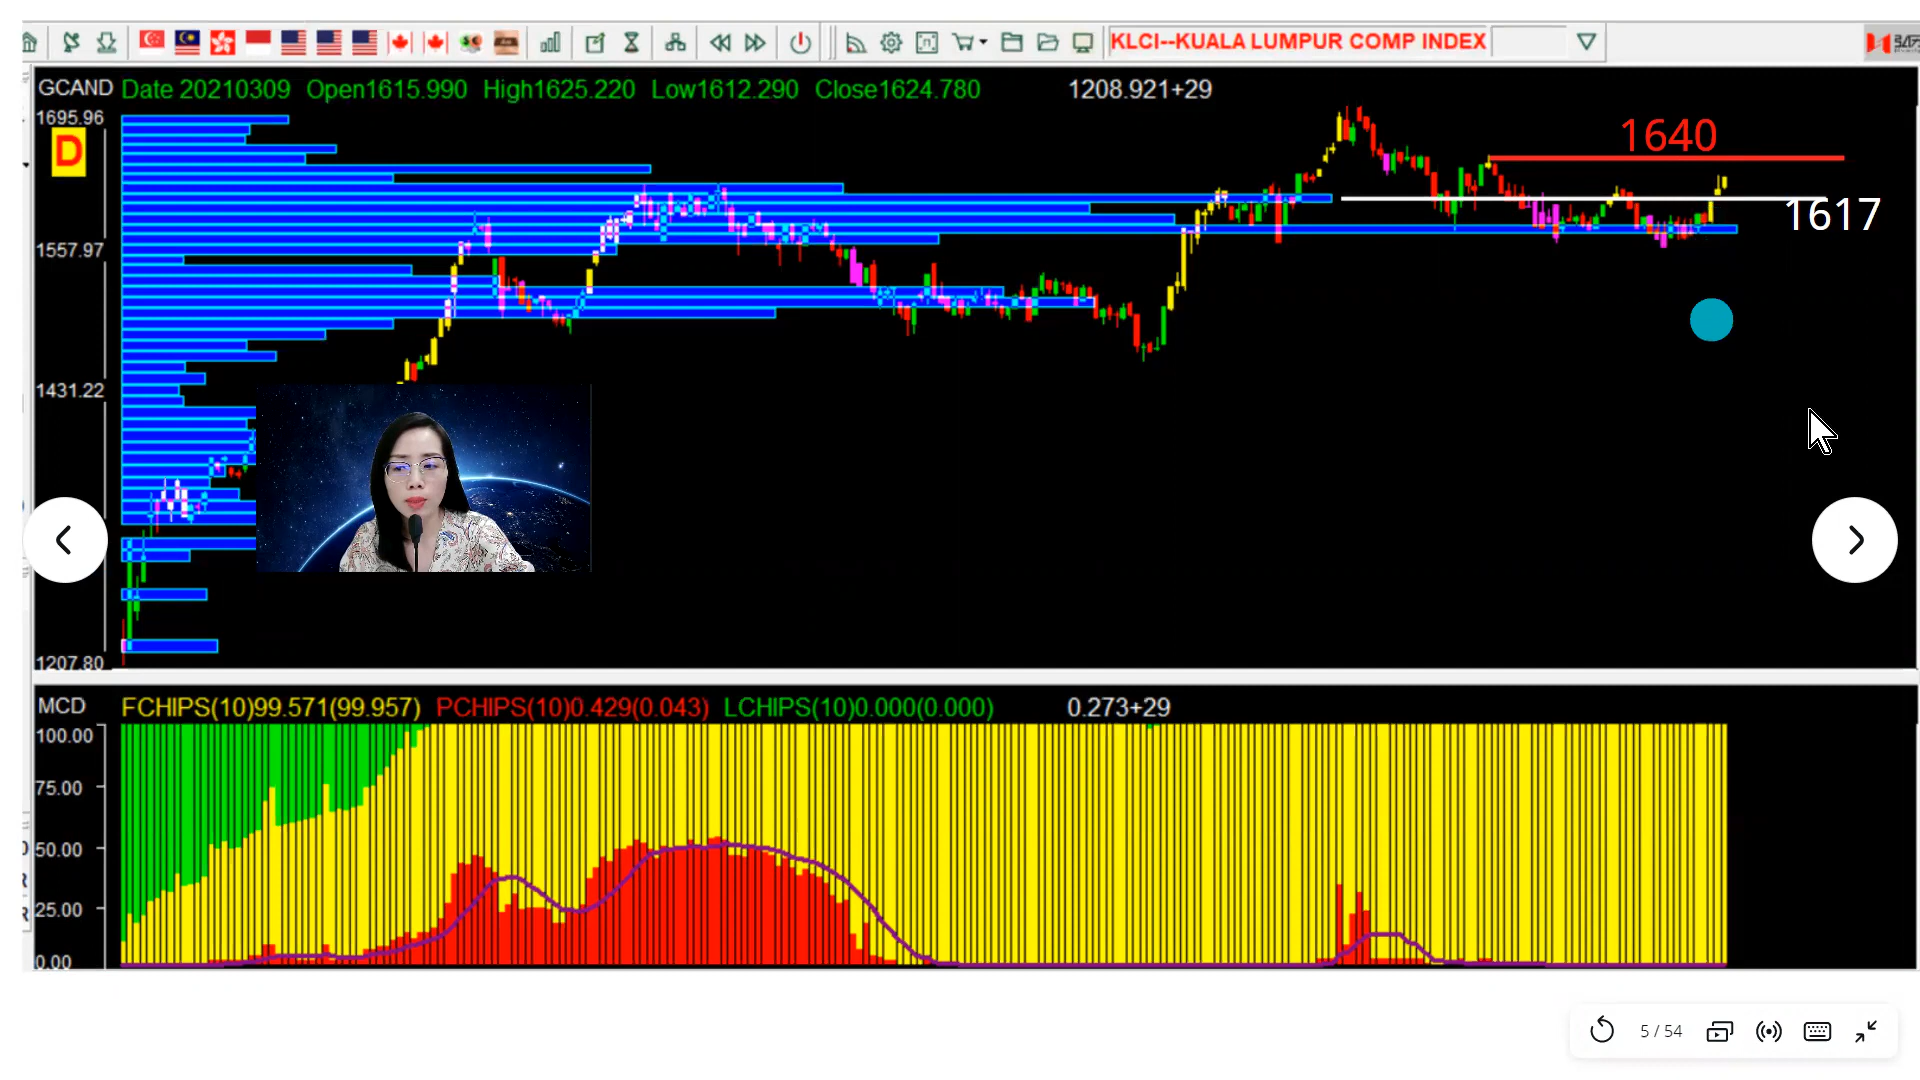 KLCI--KUALA LUMPUR COMP INDEX
GCAND Date 20210309 Open1615.990 High1625.220 Low1612.290 Close1624.780 1208.921+29
1695.96
D
1640
1617
1557.97
1431.22
1207.80
MCD FCHIPS(10)99.571(99.957) PCHIPS(10)0.429(0.043) LCHIPS(10)0.000(0.000) 0.273+29
100.00
75.00
50.00
25.00
0.00
5 / 54